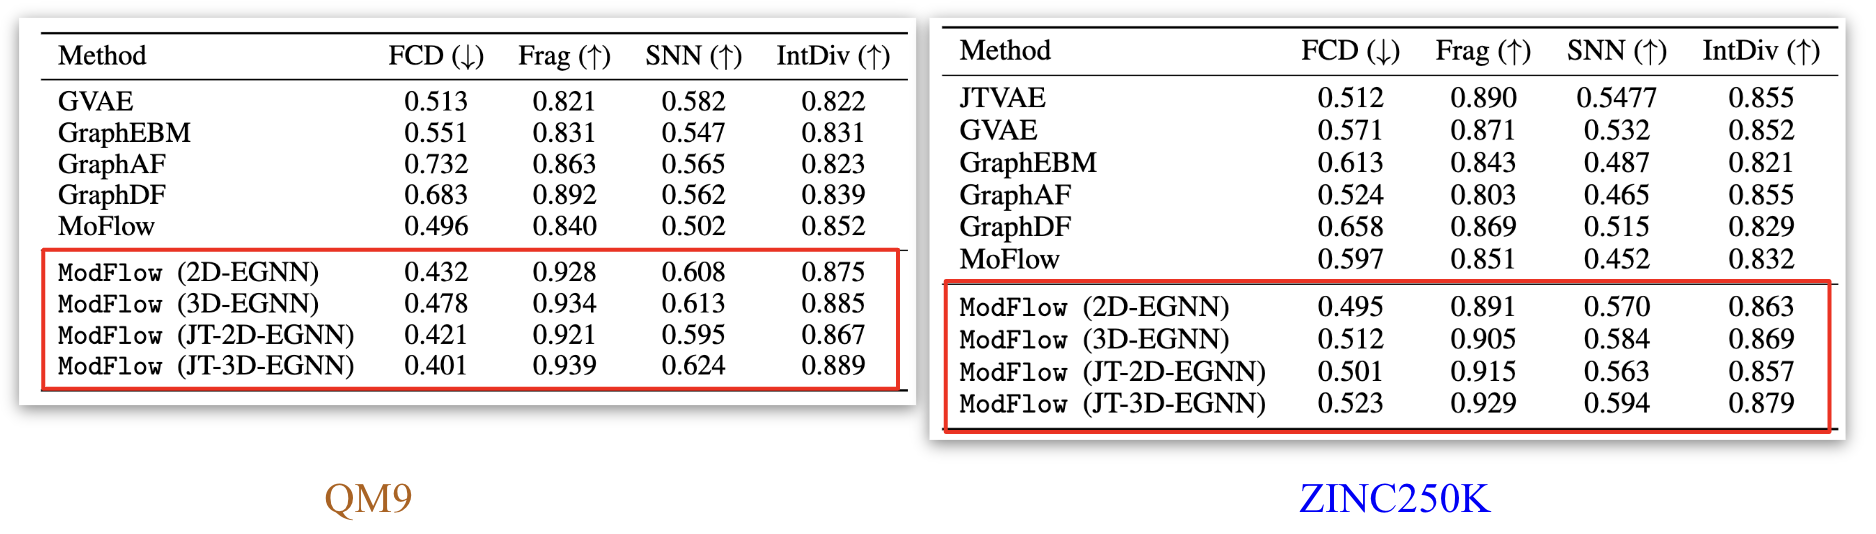 Method FCD (↓) Frag (↑) SNN (↑) IntDiv (↑)
GVAE 0.513 0.821 0.582 0.822
GraphEBM 0.551 0.831 0.547 0.831
GraphAF 0.732 0.863 0.565 0.823
GraphDF 0.683 0.892 0.562 0.839
MoFlow 0.496 0.840 0.502 0.852
ModFlow (2D-EGNN) 0.432 0.928 0.608 0.875
ModFlow (3D-EGNN) 0.478 0.934 0.613 0.885
ModFlow (JT-2D-EGNN) 0.421 0.921 0.595 0.867
ModFlow (JT-3D-EGNN) 0.401 0.939 0.624 0.889
QM9
Method FCD (↓) Frag (↑) SNN (↑) IntDiv (↑)
JTVAE 0.512 0.890 0.5477 0.855
GVAE 0.571 0.871 0.532 0.852
GraphEBM 0.613 0.843 0.487 0.821
GraphAF 0.524 0.803 0.465 0.855
GraphDF 0.658 0.869 0.515 0.829
MoFlow 0.597 0.851 0.452 0.832
ModFlow (2D-EGNN) 0.495 0.891 0.570 0.863
ModFlow (3D-EGNN) 0.512 0.905 0.584 0.869
ModFlow (JT-2D-EGNN) 0.501 0.915 0.563 0.857
ModFlow (JT-3D-EGNN) 0.523 0.929 0.594 0.879
ZINC250K